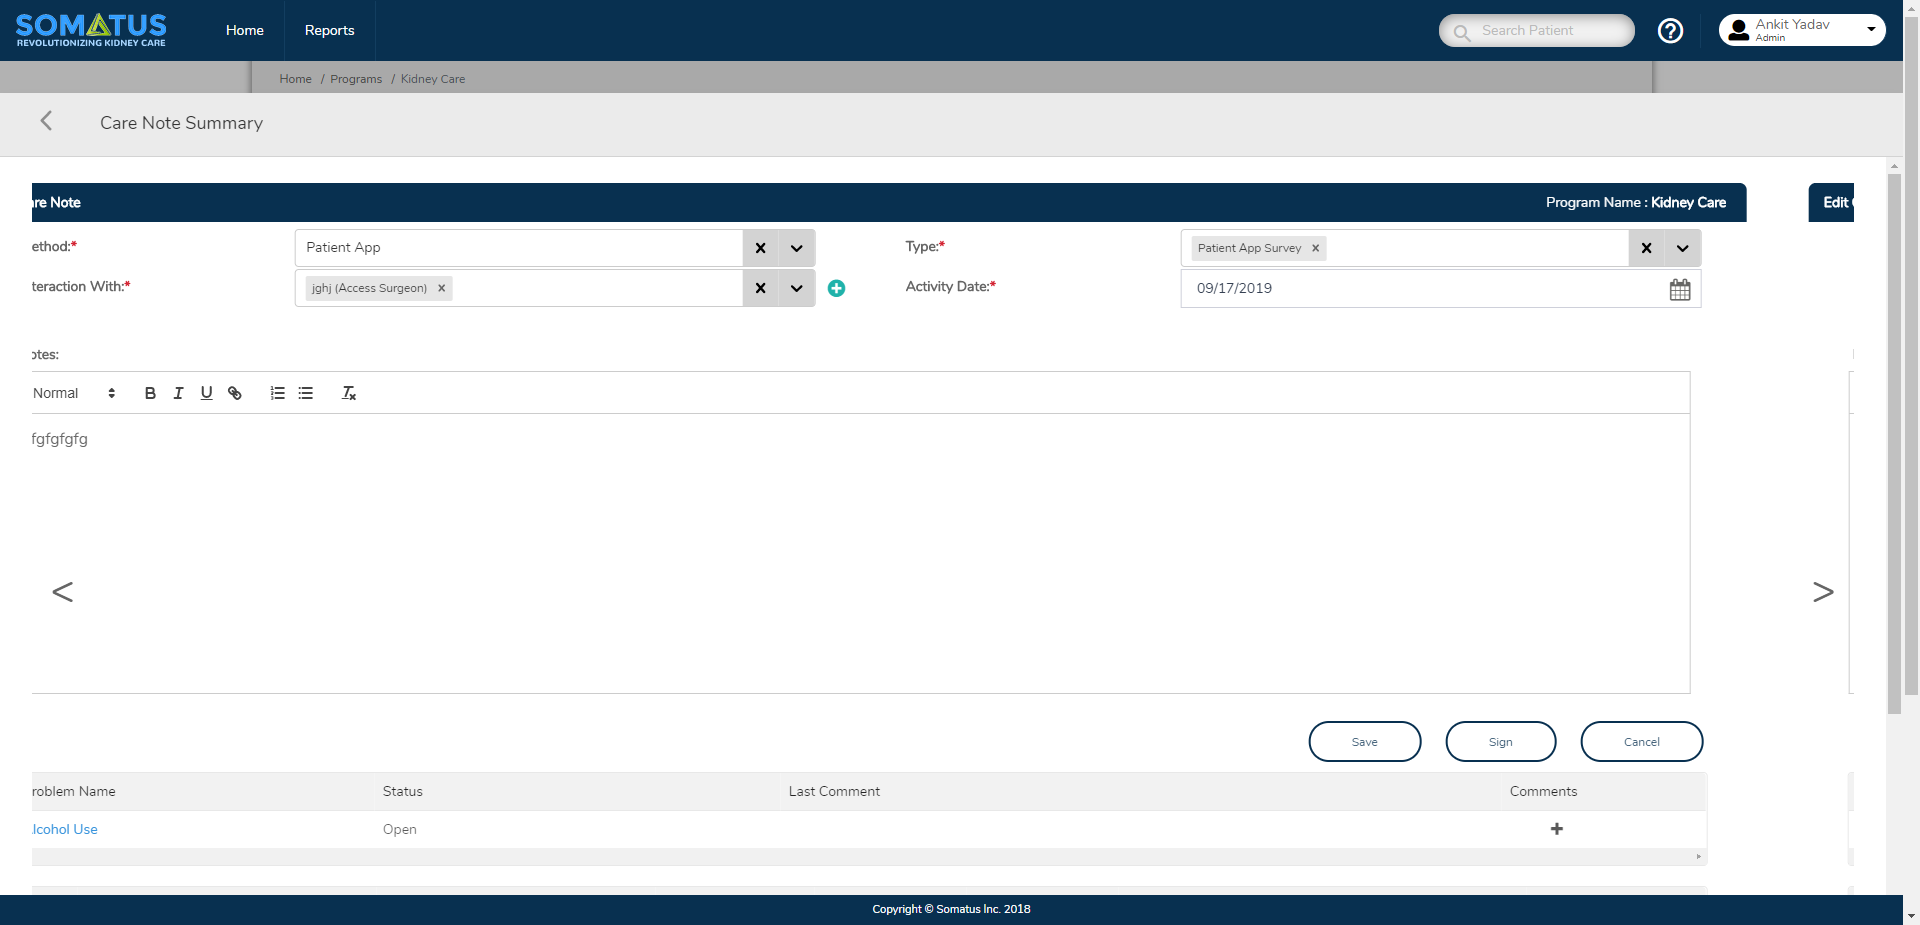 SOMATUS
REVOLUTIONIZING KIDNEY CARE
Home
Reports
Search Patient
Ankit Yadav
Admin
Home / Programs / Kidney Care
Care Note Summary
are Note
Program Name : Kidney Care
Edit
ethod:*
Patient App
Type:*
Patient App Survey
teraction With:*
jghj (Access Surgeon)
Activity Date:*
09/17/2019
otes:
Normal
fgfgfgfg
<
>
Save
Sign
Cancel
roblem Name
Status
Last Comment
Comments
lcohol Use
Open
Copyright © Somatus Inc. 2018